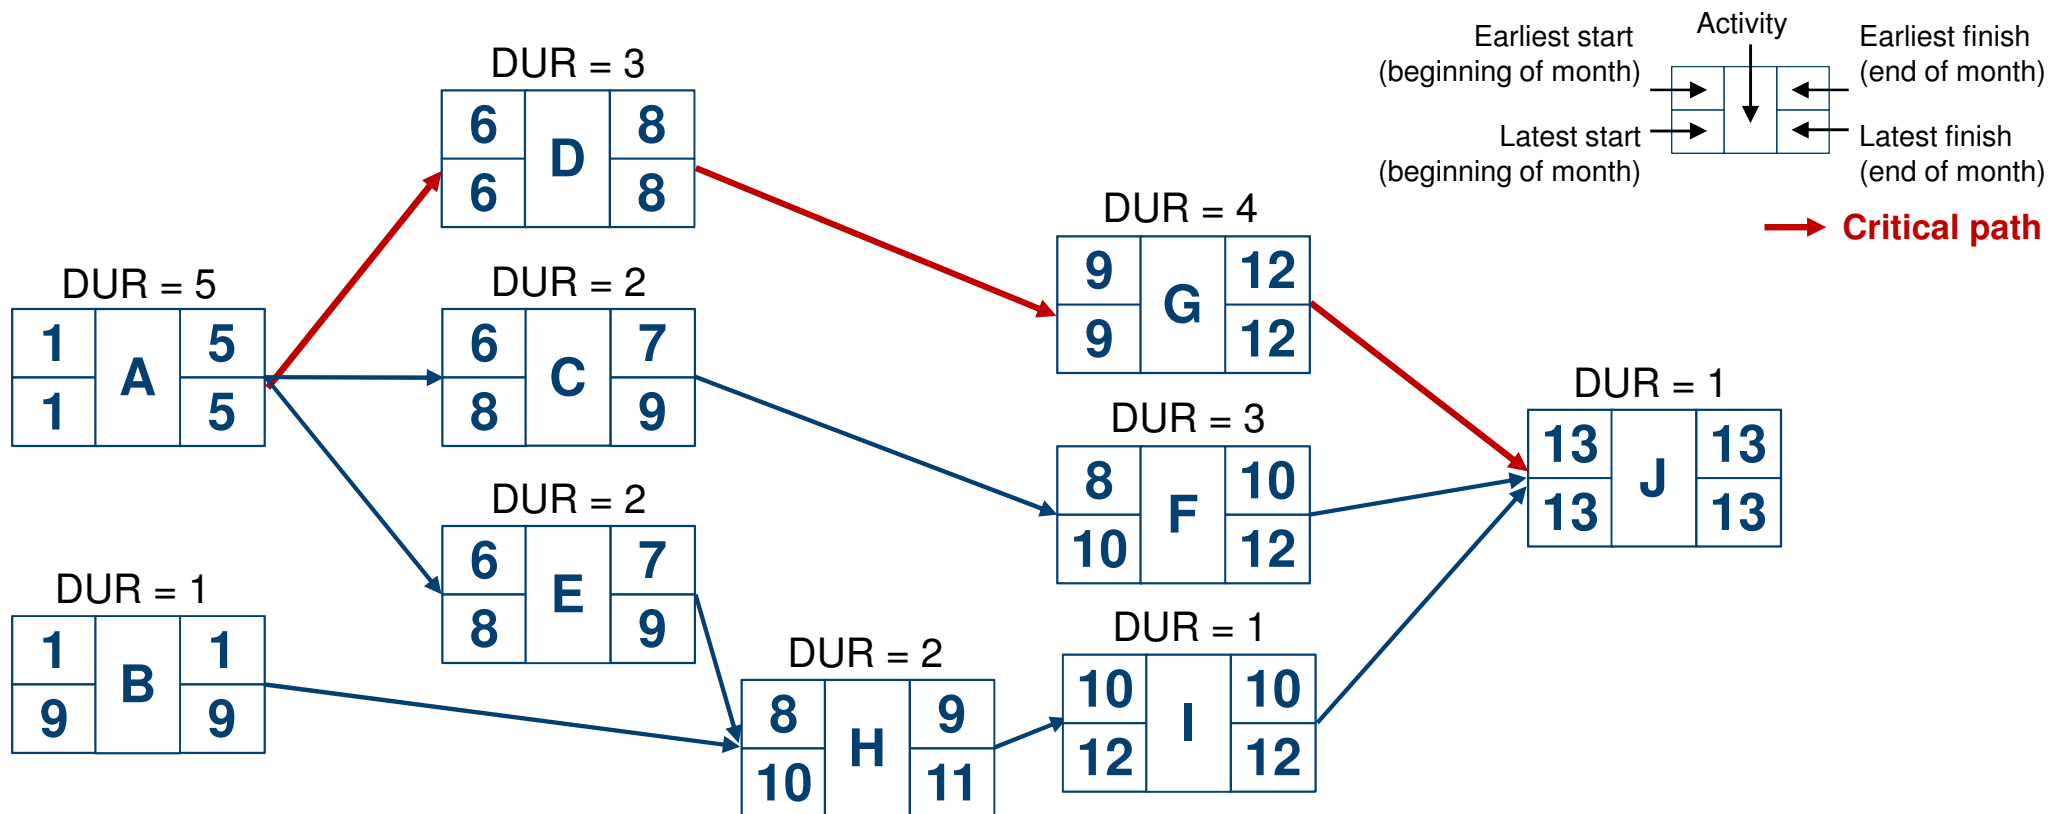 Activity
Earliest start
(beginning of month)
Earliest finish
(end of month)
Latest start
(beginning of month)
Latest finish
(end of month)
Critical path
DUR = 3
6 D 8
6 8
DUR = 4
9 G 12
9 12
DUR = 5
1 A 5
1 5
DUR = 2
6 C 7
8 9
DUR = 1
13 J 13
13 13
DUR = 3
8 F 10
10 12
DUR = 2
6 E 7
8 9
DUR = 1
1 B 1
9 9
DUR = 2
8 H 9
10 11
DUR = 1
10 I 10
12 12